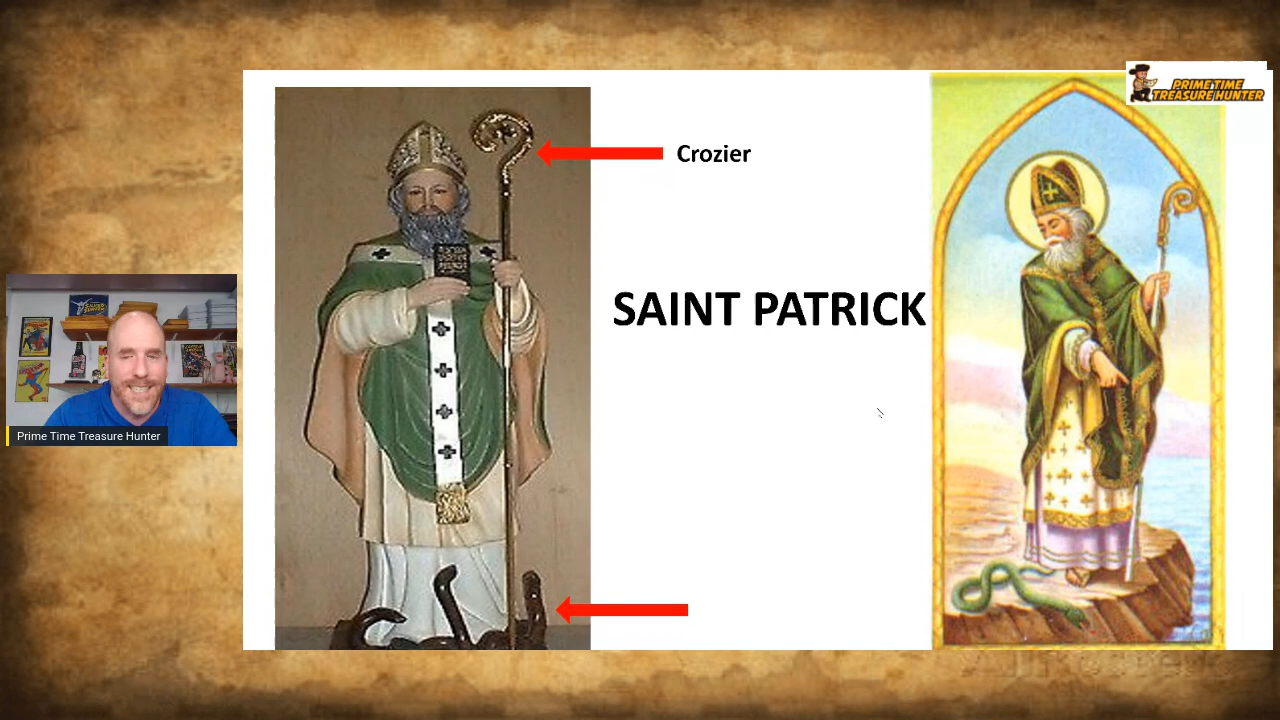 PRIME TIME
TREASURE HUNTER
Crozier
SAINT PATRICK
Prime Time Treasure Hunter